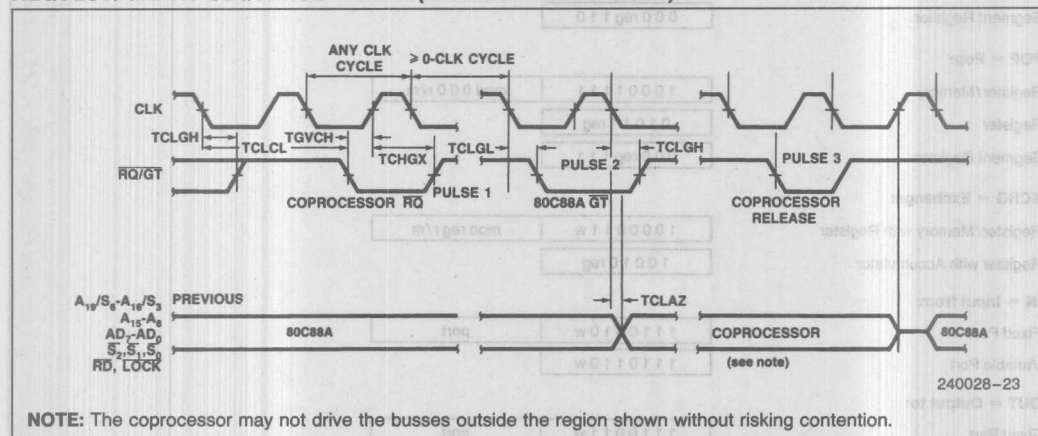 ANY CLK CYCLE
≥ 0-CLK CYCLE
CLK
TCLGH
TCLCL
TGVCH
TCHGX
TCLGL
PULSE 2
TCLGH
PULSE 3
RQ/GT
PULSE 1
COPROCESSOR RQ
80C88A GT
COPROCESSOR RELEASE
TCLAZ
A19/S6-A16/S3
A15-A8
AD7-AD0
S2,S1,S0
RD, LOCK
PREVIOUS
80C88A
COPROCESSOR
(see note)
80C88A
240028–23
NOTE: The coprocessor may not drive the busses outside the region shown without risking contention.